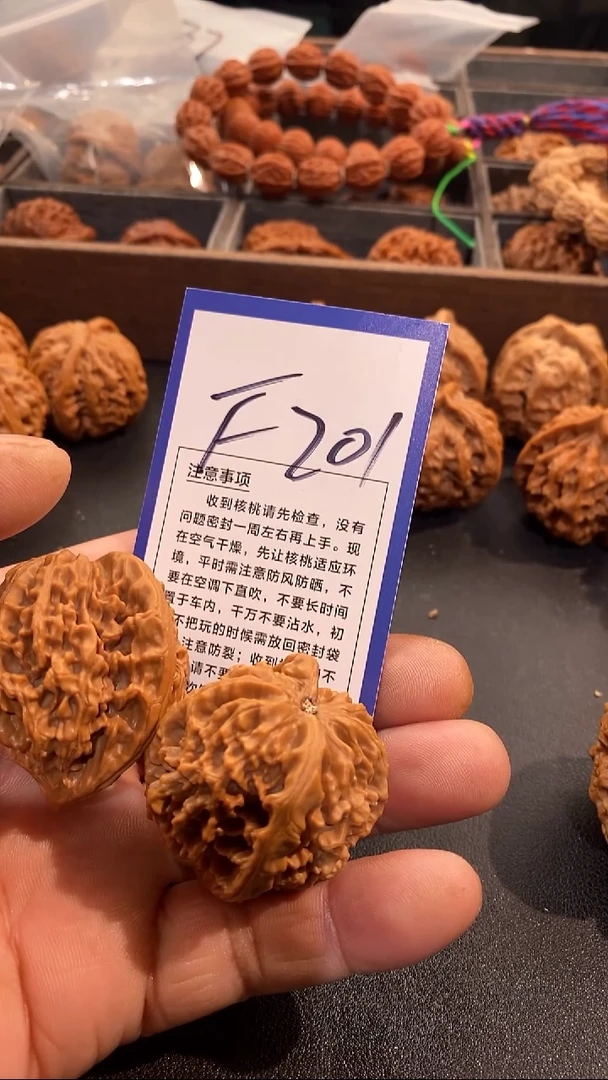 F201
注意事项
收到核桃请先检查，没有
问题密封一周左右再上手。现
在空气干燥，先让核桃适应环
境，平时需注意防风防晒，不
要在空调下直吹，不要长时间
置于车内，千万不要沾水，初
不把玩的时候需放回密封袋
注意防裂；收到
请不要